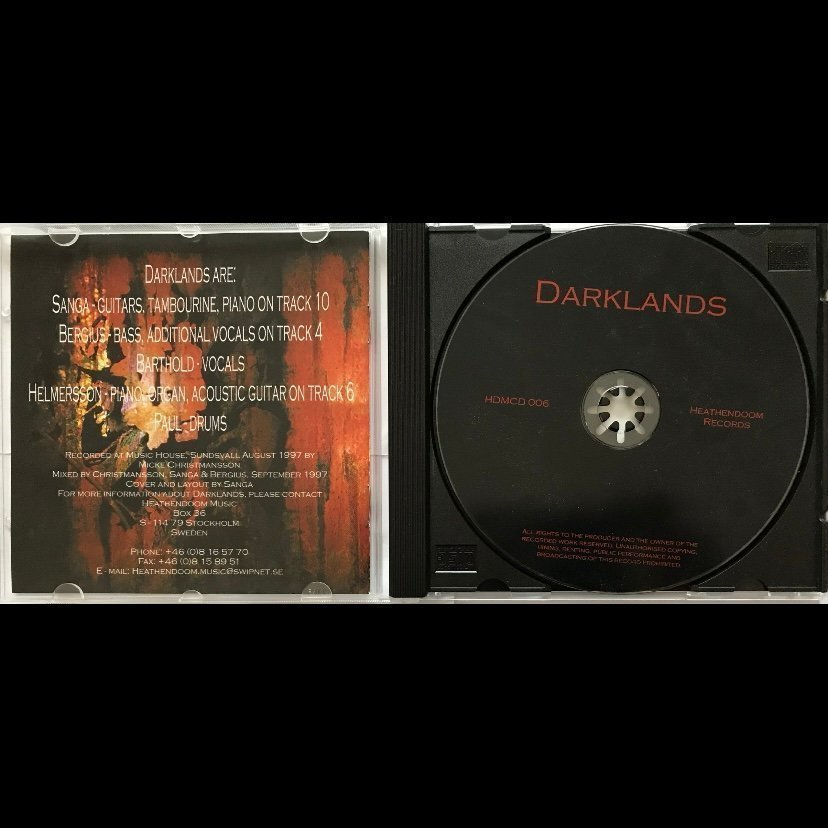 DARKLANDS ARE:
SANGA - GUITARS, TAMBOURINE, PIANO ON TRACK 10
BERGIUS - BASS, ADDITIONAL VOCALS ON TRACK 4
BARTHOLD - VOCALS
HELMERSSON - PIANO, ORGAN, ACOUSTIC GUITAR ON TRACK 6
PAUL - DRUMS
RECORDED AT MUSIC HOUSE, SUNDSVALL AUGUST 1997 BY
MICKE CHRISTMANSSON
MIXED BY CHRISTMANSSON, SANGA & BERGIUS, SEPTEMBER 1997
COVER AND LAYOUT BY SANGA
FOR MORE INFORMATION ABOUT DARKLANDS, PLEASE CONTACT
HEATHENDOOM MUSIC
BOX 36
S - 114 79 STOCKHOLM
SWEDEN
PHONE: +46 (0)8 16 57 70
FAX: +46 (0)8 15 89 51
E - MAIL: HEATHENDOOM.MUSIC@SWIPNET.SE
DARKLANDS
HDMCD 006
HEATHENDOOM
RECORDS
ALL RIGHTS TO THE PRODUCER AND THE OWNER OF THE
RECORDED WORK RESERVED. UNAUTHORISED COPYING,
HIRING, RENTING, PUBLIC PERFORMANCE AND
BROADCASTING OF THIS RECORD PROHIBITED.